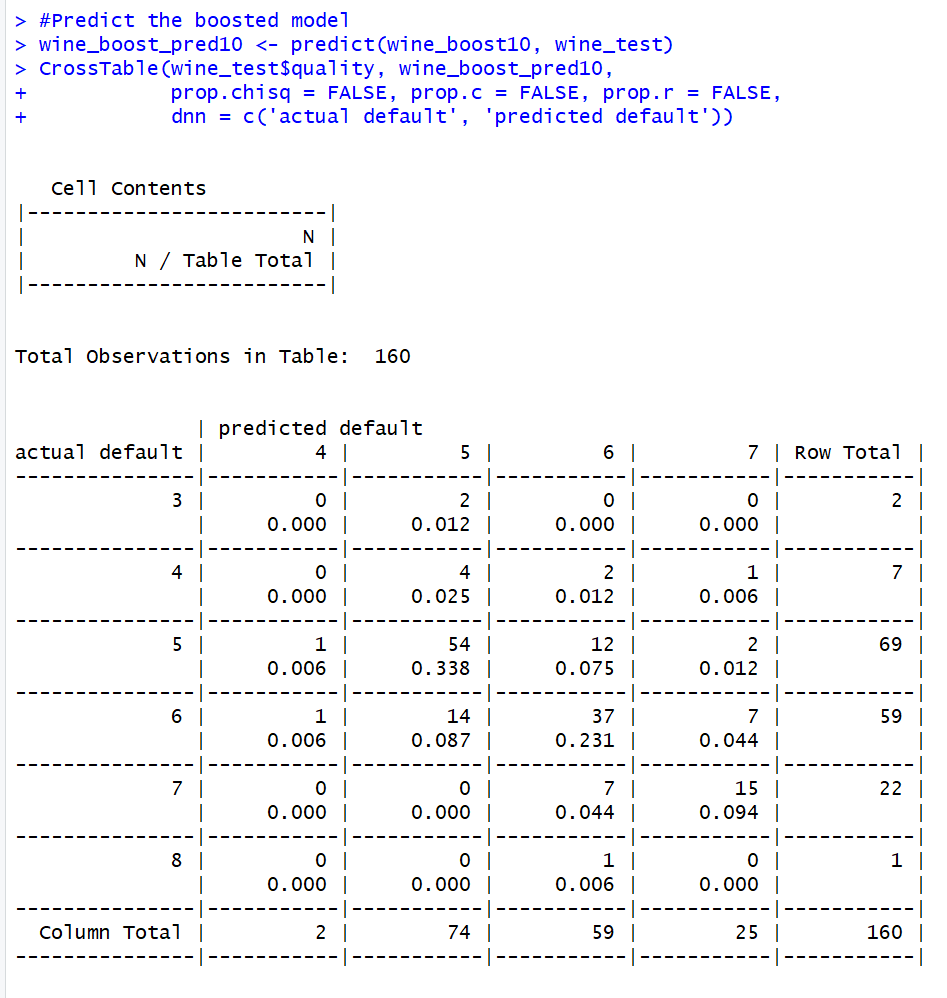 > #Predict the boosted model
> wine_boost_pred10 <- predict(wine_boost10, wine_test)
> CrossTable(wine_test$quality, wine_boost_pred10,
+            prop.chisq = FALSE, prop.c = FALSE, prop.r = FALSE,
+            dnn = c('actual default', 'predicted default'))
   Cell Contents
|-------------------------|
|                       N |
|         N / Table Total |
|-------------------------|
Total Observations in Table:  160
               | predicted default
actual default |         4 |         5 |         6 |         7 | Row Total |
---------------|-----------|-----------|-----------|-----------|-----------|
             3 |         0 |         2 |         0 |         0 |         2 |
               |     0.000 |     0.012 |     0.000 |     0.000 |           |
---------------|-----------|-----------|-----------|-----------|-----------|
             4 |         0 |         4 |         2 |         1 |         7 |
               |     0.000 |     0.025 |     0.012 |     0.006 |           |
---------------|-----------|-----------|-----------|-----------|-----------|
             5 |         1 |        54 |        12 |         2 |        69 |
               |     0.006 |     0.338 |     0.075 |     0.012 |           |
---------------|-----------|-----------|-----------|-----------|-----------|
             6 |         1 |        14 |        37 |         7 |        59 |
               |     0.006 |     0.087 |     0.231 |     0.044 |           |
---------------|-----------|-----------|-----------|-----------|-----------|
             7 |         0 |         0 |         7 |        15 |        22 |
               |     0.000 |     0.000 |     0.044 |     0.094 |           |
---------------|-----------|-----------|-----------|-----------|-----------|
             8 |         0 |         0 |         1 |         0 |         1 |
               |     0.000 |     0.000 |     0.006 |     0.000 |           |
---------------|-----------|-----------|-----------|-----------|-----------|
  Column Total |         2 |        74 |        59 |        25 |       160 |
---------------|-----------|-----------|-----------|-----------|-----------|